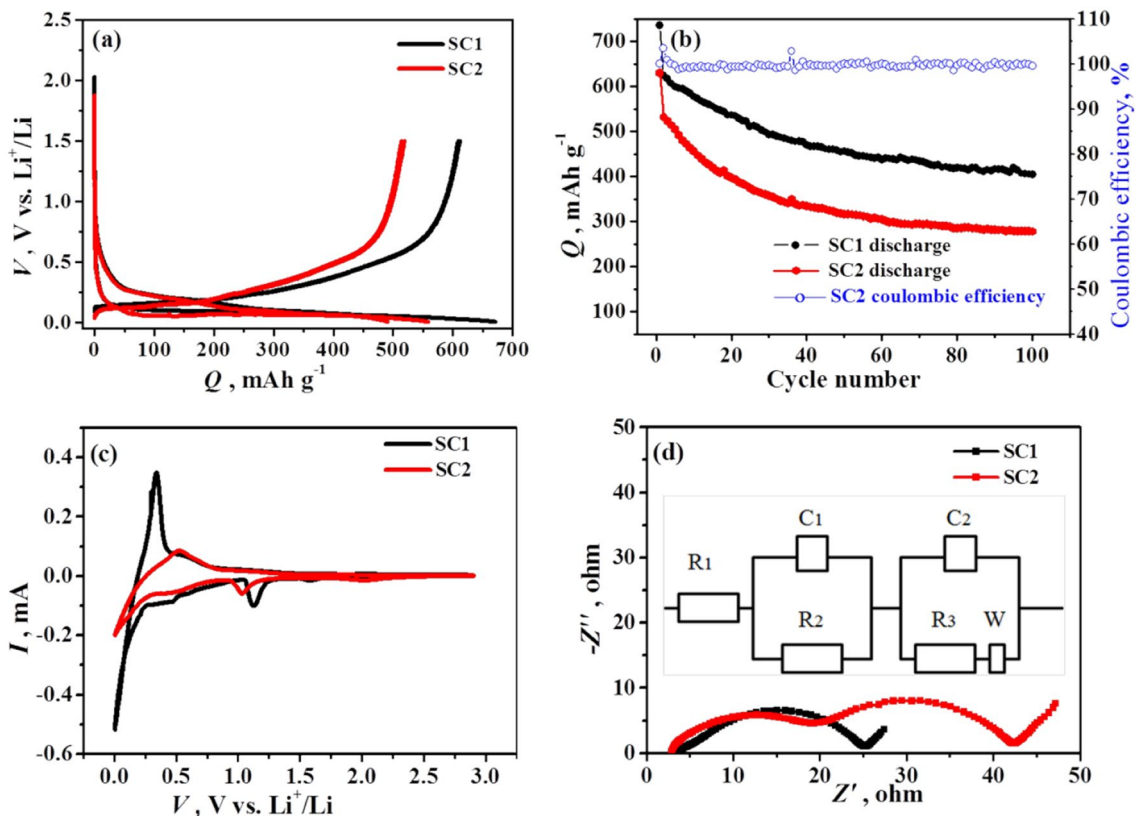 (a)
SC1
SC2
2.5
2.0
1.5
1.0
0.5
0.0
V, V vs. Li⁺/Li
0 100 200 300 400 500 600 700
Q, mAh g⁻¹
(b)
700
600
500
400
300
200
100
Q, mAh g⁻¹
SC1 discharge
SC2 discharge
SC2 coulombic efficiency
0 20 40 60 80 100
Cycle number
110
100
90
80
70
60
50
40
Coulombic efficiency, %
(c)
SC1
SC2
0.4
0.2
0.0
-0.2
-0.4
-0.6
I, mA
0.0 0.5 1.0 1.5 2.0 2.5 3.0
V, V vs. Li⁺/Li
(d)
SC1
SC2
50
40
30
20
10
0
-Z'', ohm
C1
C2
R1
R2
R3 W
0 10 20 30 40 50
Z', ohm